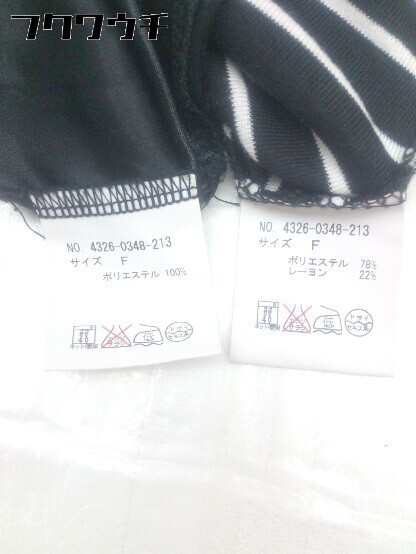 フクワウチ
NO. 4326-0348-213
サイズ F
ポリエステル 100%
NO. 4326-0348-213
サイズ F
ポリエステル 78%
レーヨン 22%